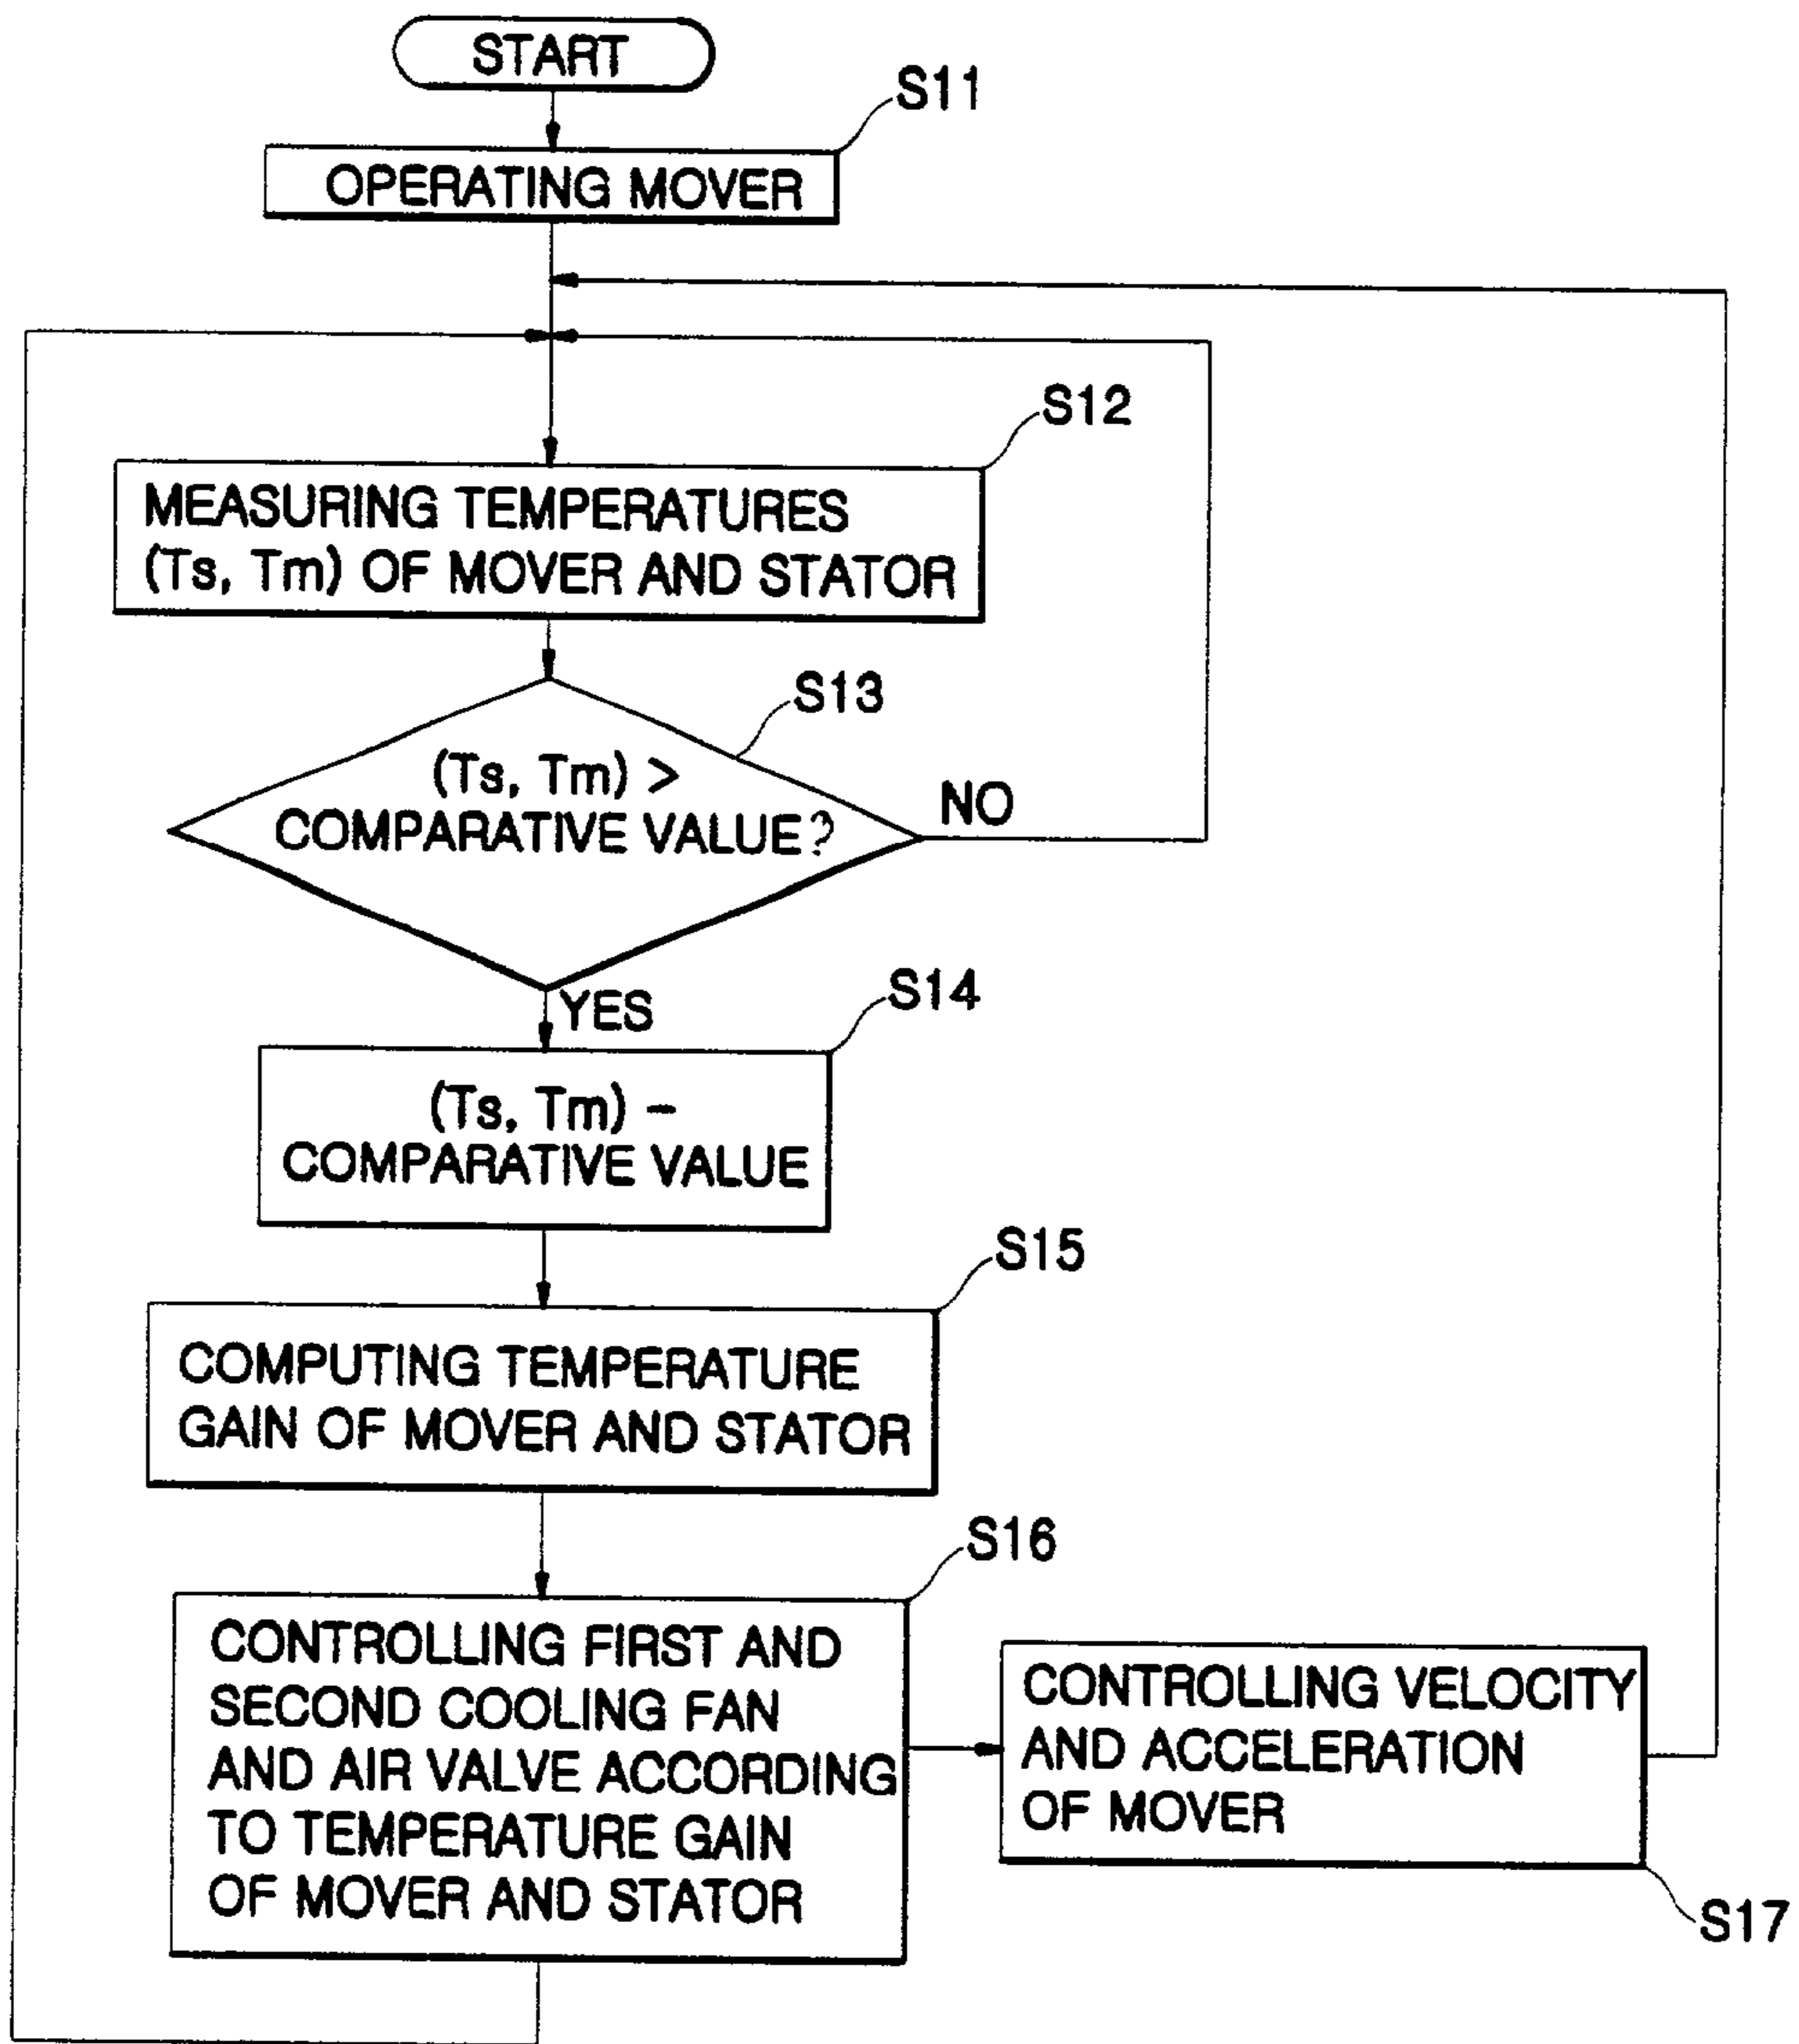 START
S11
OPERATING MOVER
S12
MEASURING TEMPERATURES
(Ts, Tm) OF MOVER AND STATOR
S13
(Ts, Tm) >
COMPARATIVE VALUE?
NO
YES
S14
(Ts, Tm) –
COMPARATIVE VALUE
S15
COMPUTING TEMPERATURE
GAIN OF MOVER AND STATOR
S16
CONTROLLING FIRST AND
SECOND COOLING FAN
AND AIR VALVE ACCORDING
TO TEMPERATURE GAIN
OF MOVER AND STATOR
CONTROLLING VELOCITY
AND ACCELERATION
OF MOVER
S17